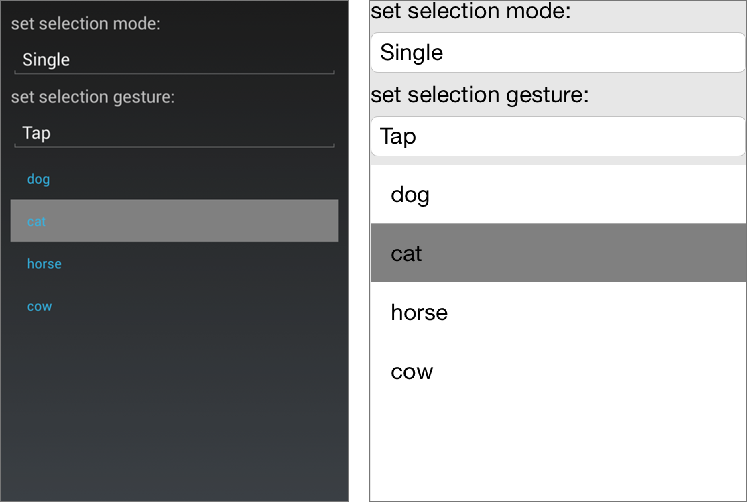 set selection mode:
Single
set selection gesture:
Tap
dog
cat
horse
cow
set selection mode:
Single
set selection gesture:
Tap
dog
cat
horse
cow